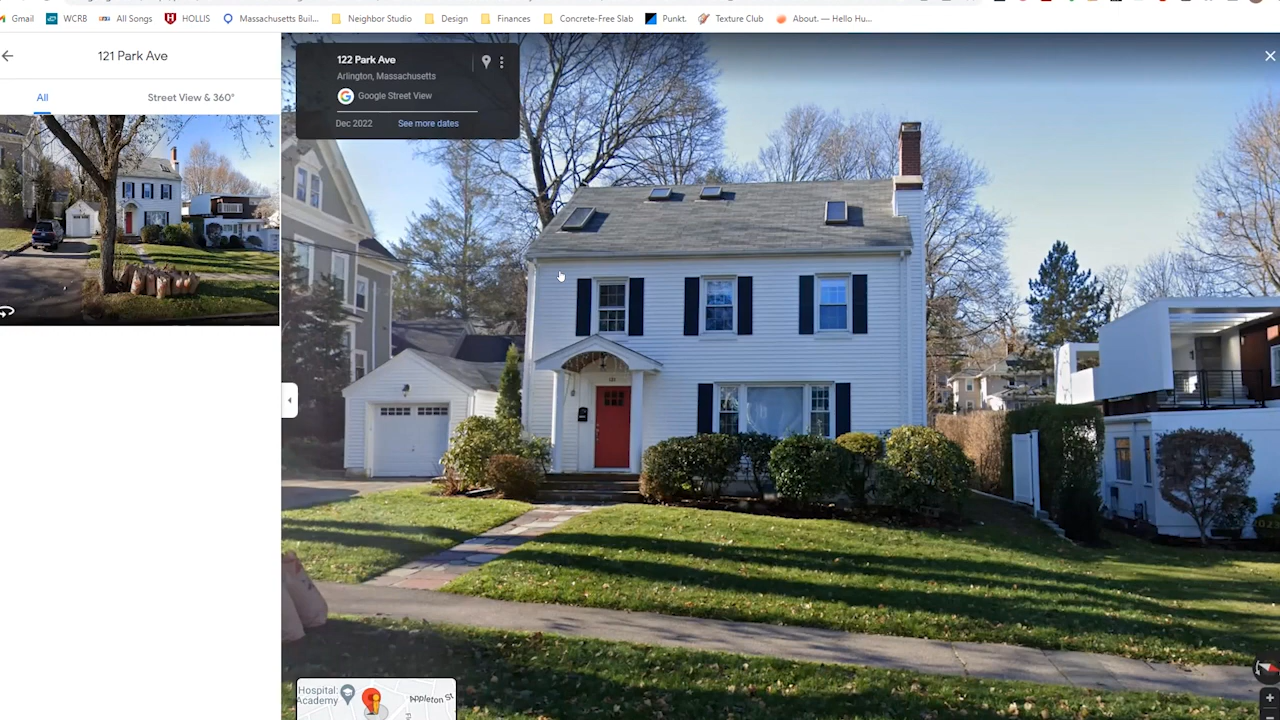 Gmail
WCRB
All Songs
HOLLIS
Massachusetts Buil...
Neighbor Studio
Design
Finances
Concrete-Free Slab
Punkt.
Texture Club
About. — Hello Hu...
121 Park Ave
All
Street View & 360°
122 Park Ave
Arlington, Massachusetts
Google Street View
Dec 2022
See more dates
Hospital:
Academy
Appleton St